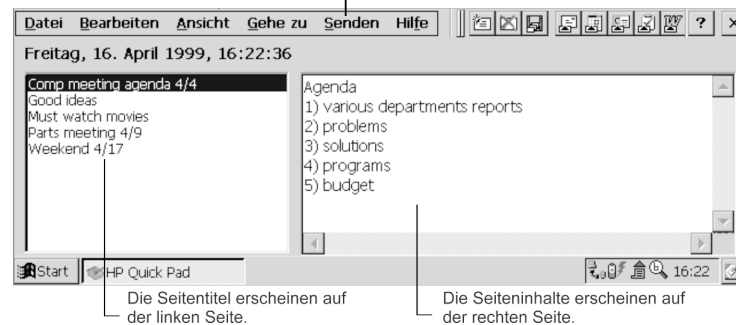 Datei Bearbeiten Ansicht Gehe zu Senden Hilfe ?
Freitag, 16. April 1999, 16:22:36
Comp meeting agenda 4/4
Good ideas
Must watch movies
Parts meeting 4/9
Weekend 4/17
Agenda
1) various departments reports
2) problems
3) solutions
4) programs
5) budget
Start HP Quick Pad 16:22
Die Seitentitel erscheinen auf
der linken Seite.
Die Seiteninhalte erscheinen auf
der rechten Seite.